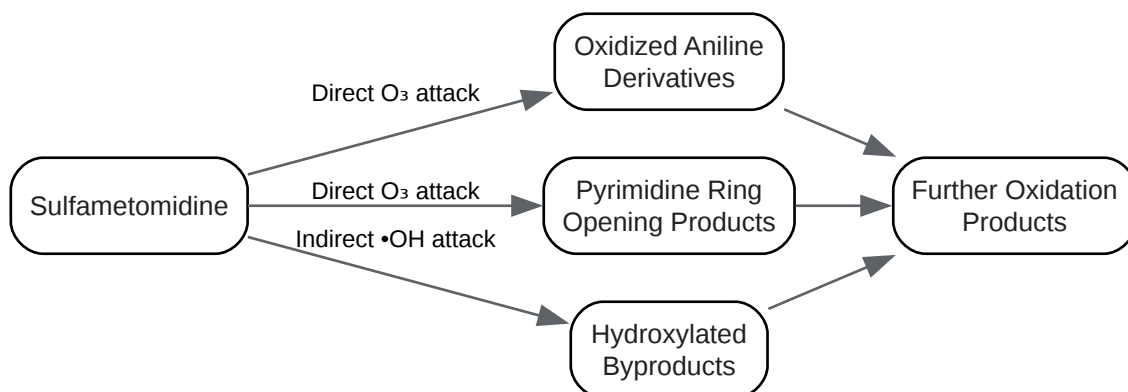 Oxidized Aniline
Derivatives
Direct O₃ attack
Sulfametomidine
Direct O₃ attack
Pyrimidine Ring
Opening Products
Further Oxidation
Products
Indirect •OH attack
Hydroxylated
Byproducts